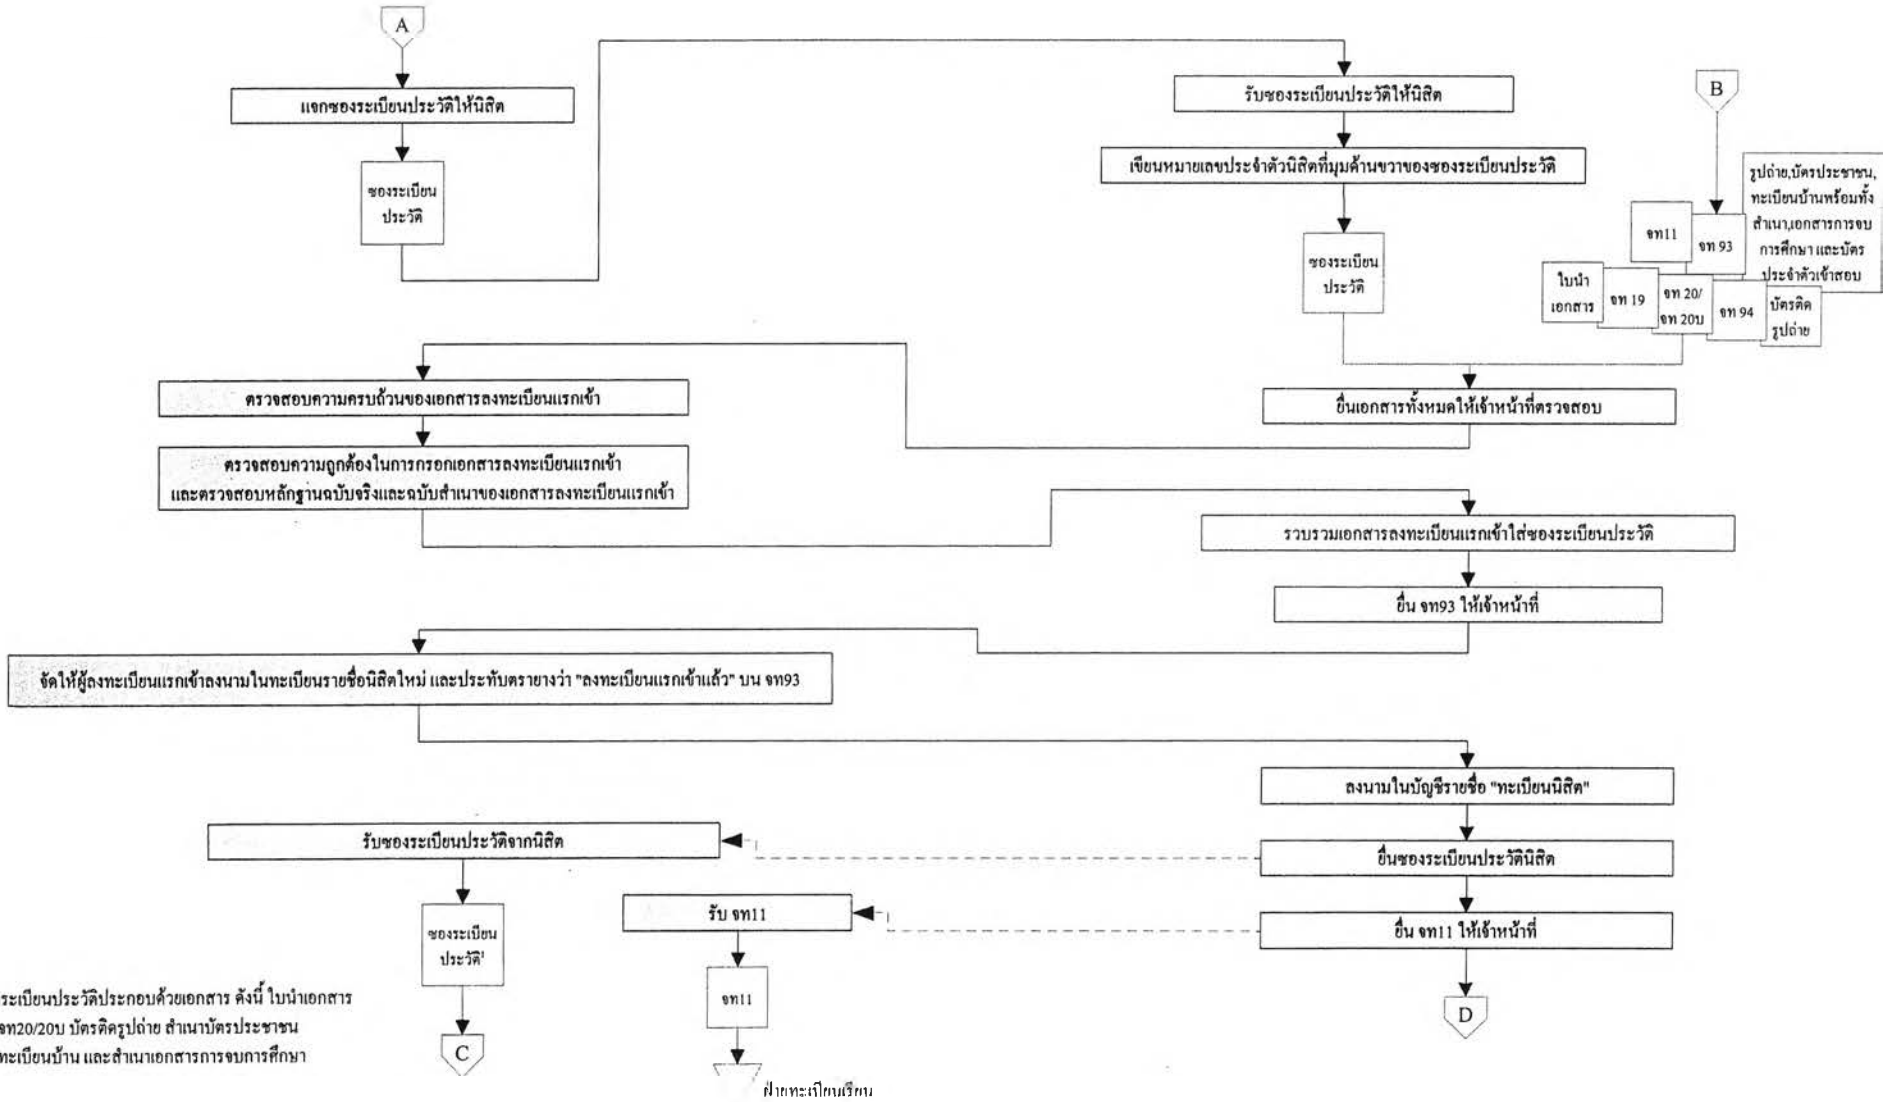 A
แจกซองระเบียนประวัติให้นิสิต
ซองระเบียน
ประวัติ
รับซองระเบียนประวัติให้นิสิต
เขียนหมายเลขประจำตัวนิสิตที่มุมด้านขวาของซองระเบียนประวัติ
ซองระเบียน
ประวัติ
B
รูปถ่าย,บัตรประชาชน,
ทะเบียนบ้านพร้อมทั้ง
สำเนา,เอกสารการจบ
การศึกษา และบัตร
ประจำตัวเข้าสอบ
จท11
จท 93
ใบนำ
เอกสาร
จท 19
จท 20/
จท 20บ
จท 94
บัตรติด
รูปถ่าย
ตรวจสอบความครบถ้วนของเอกสารลงทะเบียนแรกเข้า
ยื่นเอกสารทั้งหมดให้เจ้าหน้าที่ตรวจสอบ
ตรวจสอบความถูกต้องในการกรอกเอกสารลงทะเบียนแรกเข้า
และตรวจสอบหลักฐานฉบับจริงและฉบับสำเนาของเอกสารลงทะเบียนแรกเข้า
รวบรวมเอกสารลงทะเบียนแรกเข้าใส่ซองระเบียนประวัติ
ยื่น จท93 ให้เจ้าหน้าที่
จัดให้ผู้ลงทะเบียนแรกเข้าลงนามในทะเบียนรายชื่อนิสิตใหม่ และประทับตรายางว่า "ลงทะเบียนแรกเข้าแล้ว" บน จท93
ลงนามในบัญชีรายชื่อ "ทะเบียนนิสิต"
รับซองระเบียนประวัติจากนิสิต
ยื่นซองระเบียนประวัตินิสิต
รับ จท11
ยื่น จท11 ให้เจ้าหน้าที่
ซองระเบียน
ประวัติ¹
จท11
D
C
ระเบียนประวัติประกอบด้วยเอกสาร ดังนี้ ใบนำเอกสาร
จท20/20บ บัตรติดรูปถ่าย สำเนาบัตรประชาชน
ทะเบียนบ้าน และสำเนาเอกสารการจบการศึกษา
ฝ่ายทะเบียนเรียน